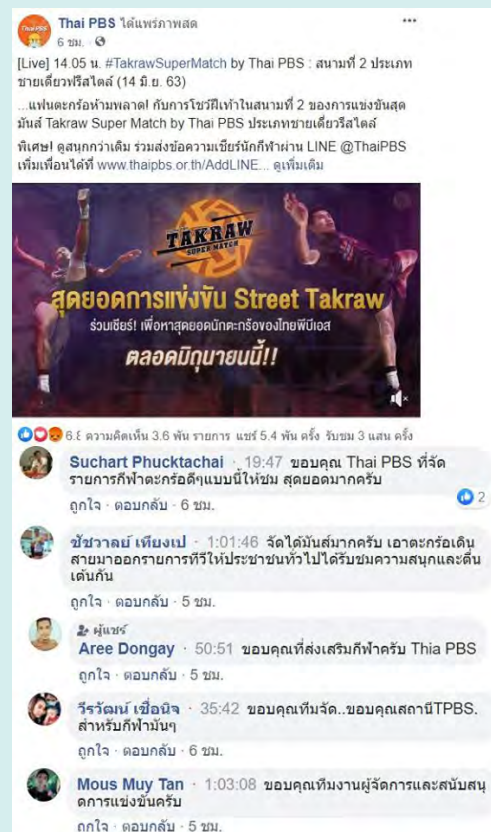 Thai PBS
Thai PBS ได้แพร่ภาพสด
6 ชม.
[Live] 14.05 น. #TakrawSuperMatch by Thai PBS : สนามที่ 2 ประเภท
ชายเดี่ยวฟรีสไตล์ (14 มิ.ย. 63)
...แฟนตะกร้อห้ามพลาด! กับการโชว์ฝีเท้าในสนามที่ 2 ของการแข่งขันสุด
มันส์ Takraw Super Match by Thai PBS ประเภทชายเดี่ยวรีสไตล์
พิเศษ! ดูสนุกกว่าเดิม ร่วมส่งข้อความเชียร์นักกีฬาผ่าน LINE @ThaiPBS
เพิ่มเพื่อนได้ที่ www.thaipbs.or.th/AddLINE... ดูเพิ่มเติม
TAKRAW
SUPER MATCH
สุดยอดการแข่งขัน Street Takraw
ร่วมเชียร์! เพื่อหาสุดยอดนักตะกร้อของไทยพีบีเอส
ตลอดมิถุนายนนี้!!
ความคิดเห็น 3.6 พัน รายการ แชร์ 5.4 พัน ครั้ง รับชม 3 แสน ครั้ง
Suchart Phucktachai · 19:47 ขอบคุณ Thai PBS ที่จัด
รายการกีฬาตะกร้อดีๆแบบนี้ให้ชม สุดยอดมากครับ
2
ถูกใจ · ตอบกลับ · 6 ชม.
ชัชวาลย์ เทียงเป · 1:01:46 จัดได้มันส์มากครับ เอาตะกร้อเดิน
สายมาออกรายการทีวีให้ประชาชนทั่วไปได้รับชมความสนุกและตื่น
เต้นกัน
ถูกใจ · ตอบกลับ · 5 ชม.
ผู้แชร์
Aree Dongay · 50:51 ขอบคุณที่ส่งเสริมกีฬาครับ Thia PBS
ถูกใจ · ตอบกลับ · 5 ชม.
วีรวัฒน์ เชื่อนิจ · 35:42 ขอบคุณทีมจัด..ขอบคุณสถานีTPBS.
สำหรับกีฬามันๆ
ถูกใจ · ตอบกลับ · 6 ชม.
Mous Muy Tan · 1:03:08 ขอบคุณทีมงานผู้จัดการและสนับสนุ
ดการแข่งขันครับ
ถูกใจ · ตอบกลับ · 5 ชม.